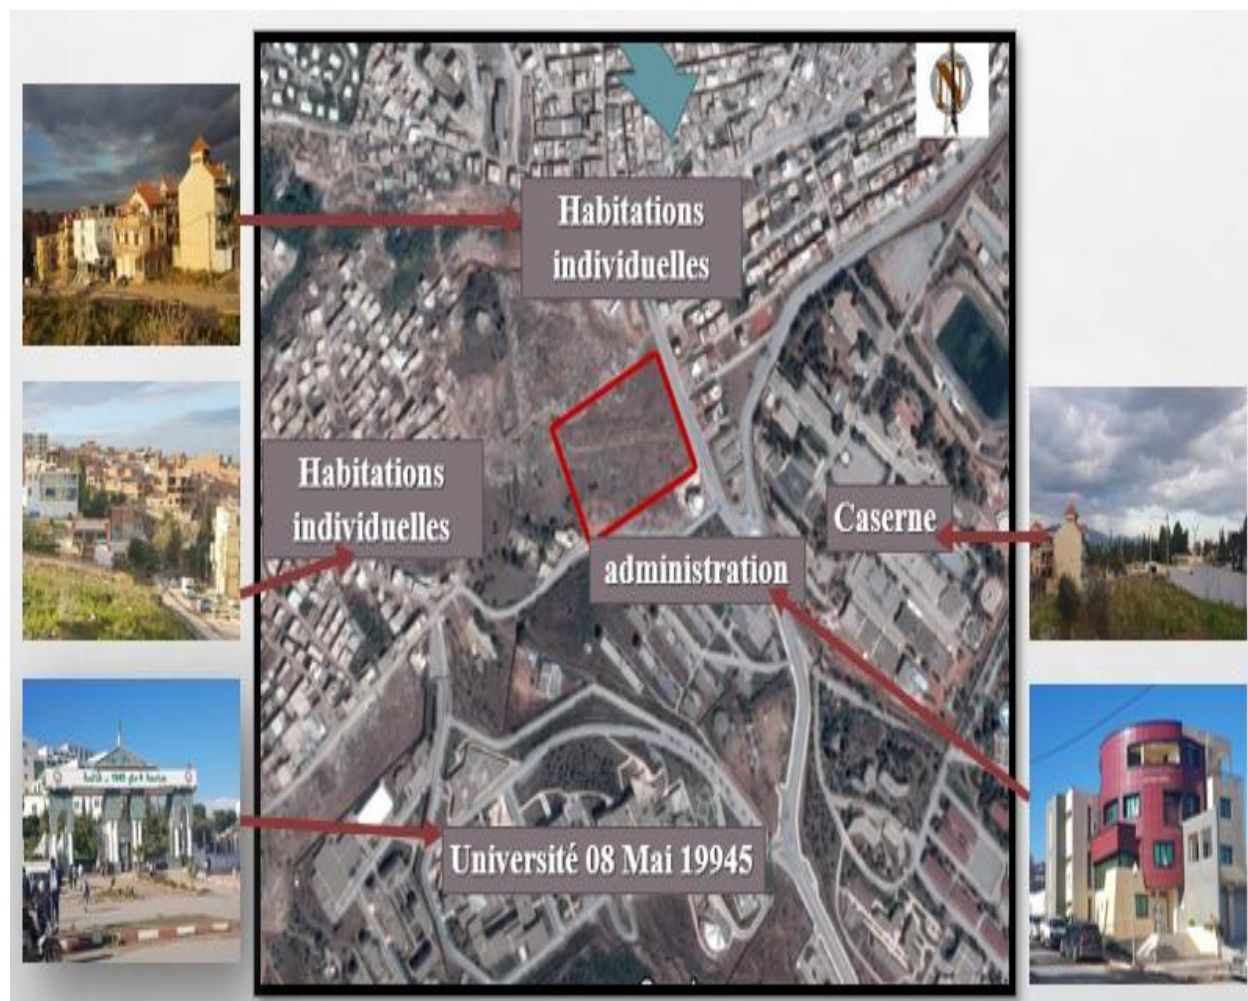 N
Habitations
individuelles
Habitations
individuelles
Caserne
administration
Université 08 Mai 19945